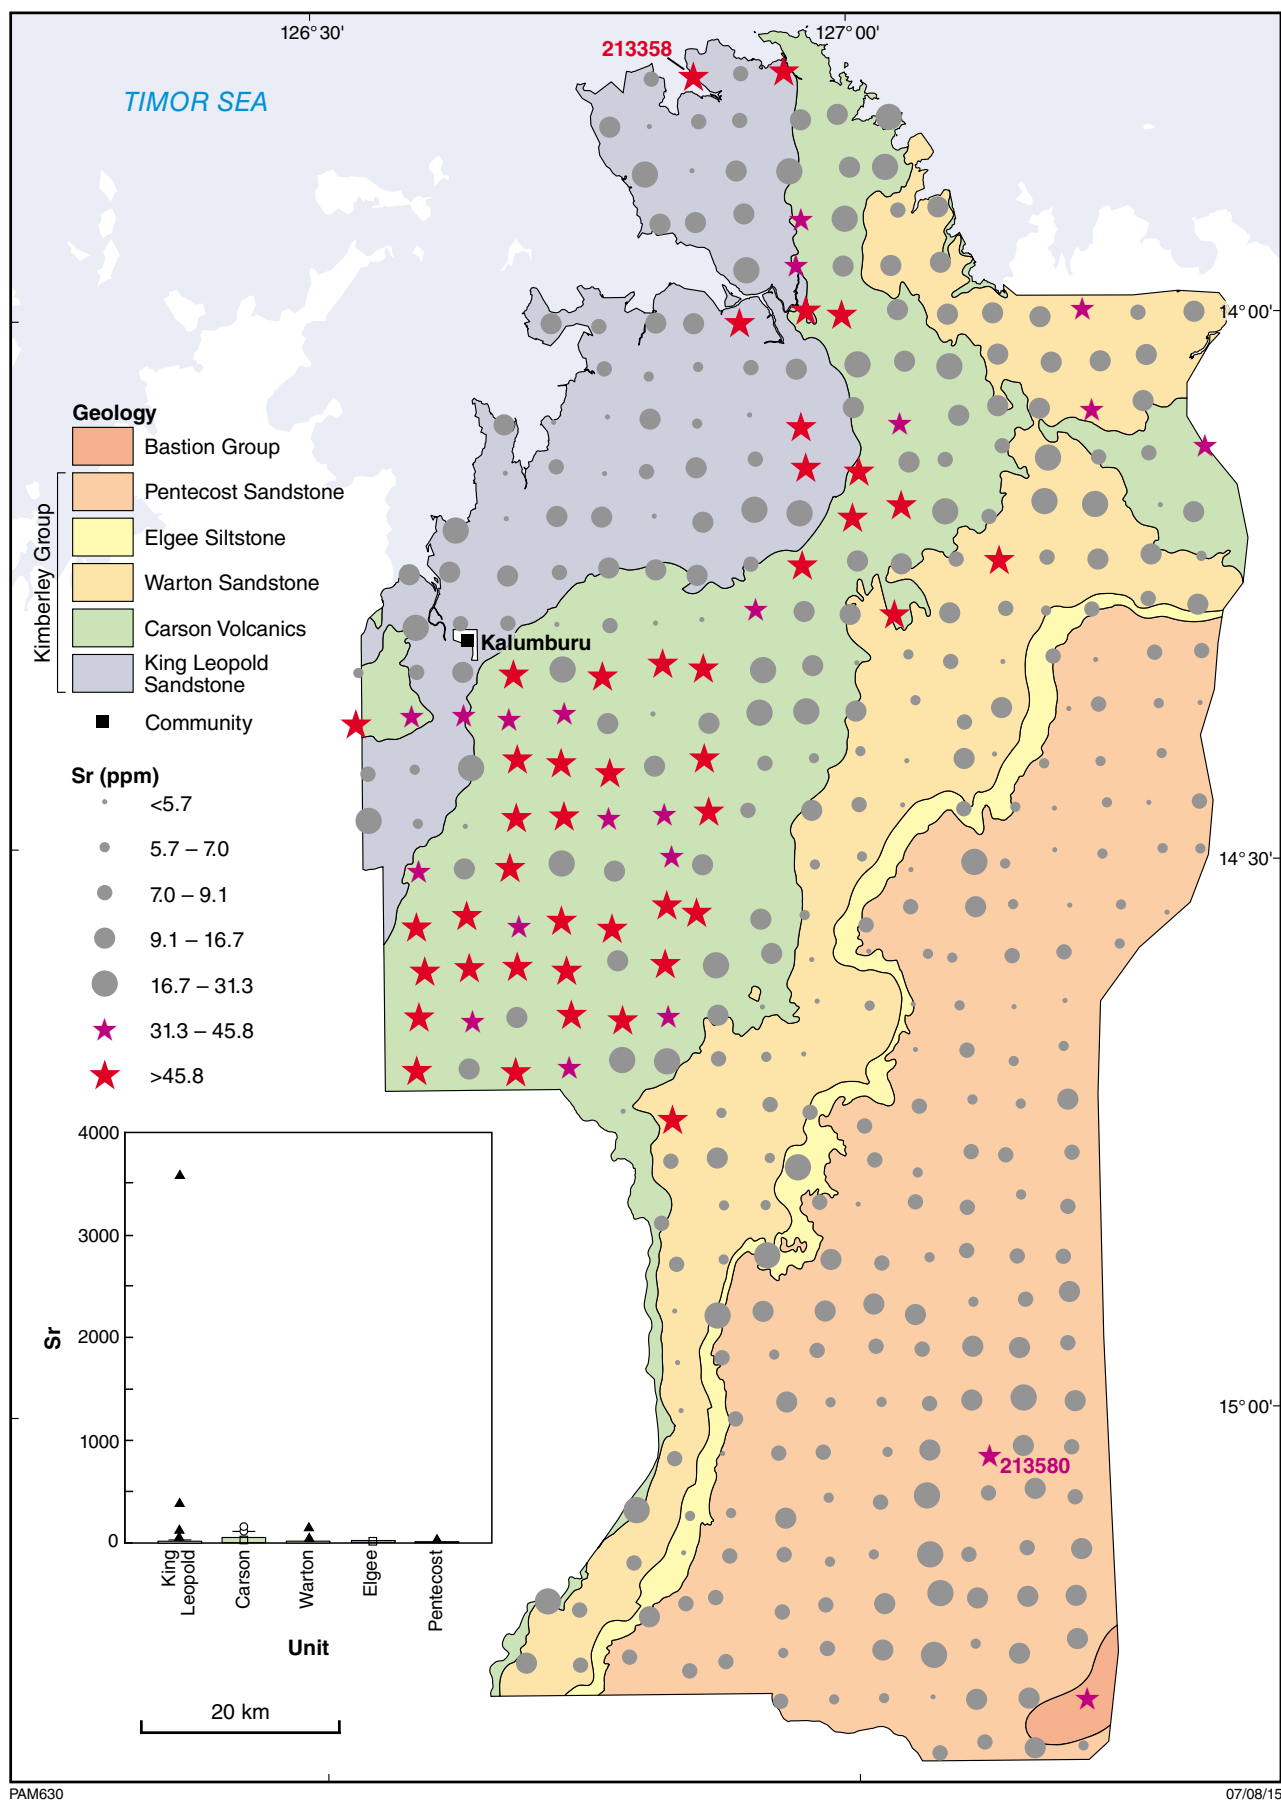 126°30'
127°00'
213358
TIMOR SEA
14°00'
Geology
Bastion Group
Kimberley Group
Pentecost Sandstone
Elgee Siltstone
Warton Sandstone
Carson Volcanics
King Leopold
Sandstone
Community
Kalumburu
Sr (ppm)
<5.7
5.7 – 7.0
7.0 – 9.1
9.1 – 16.7
16.7 – 31.3
31.3 – 45.8
>45.8
14°30'
4000
3000
2000
1000
0
Sr
King
Leopold
Carson
Warton
Elgee
Pentecost
Unit
15°00'
213580
20 km
PAM630
07/08/15